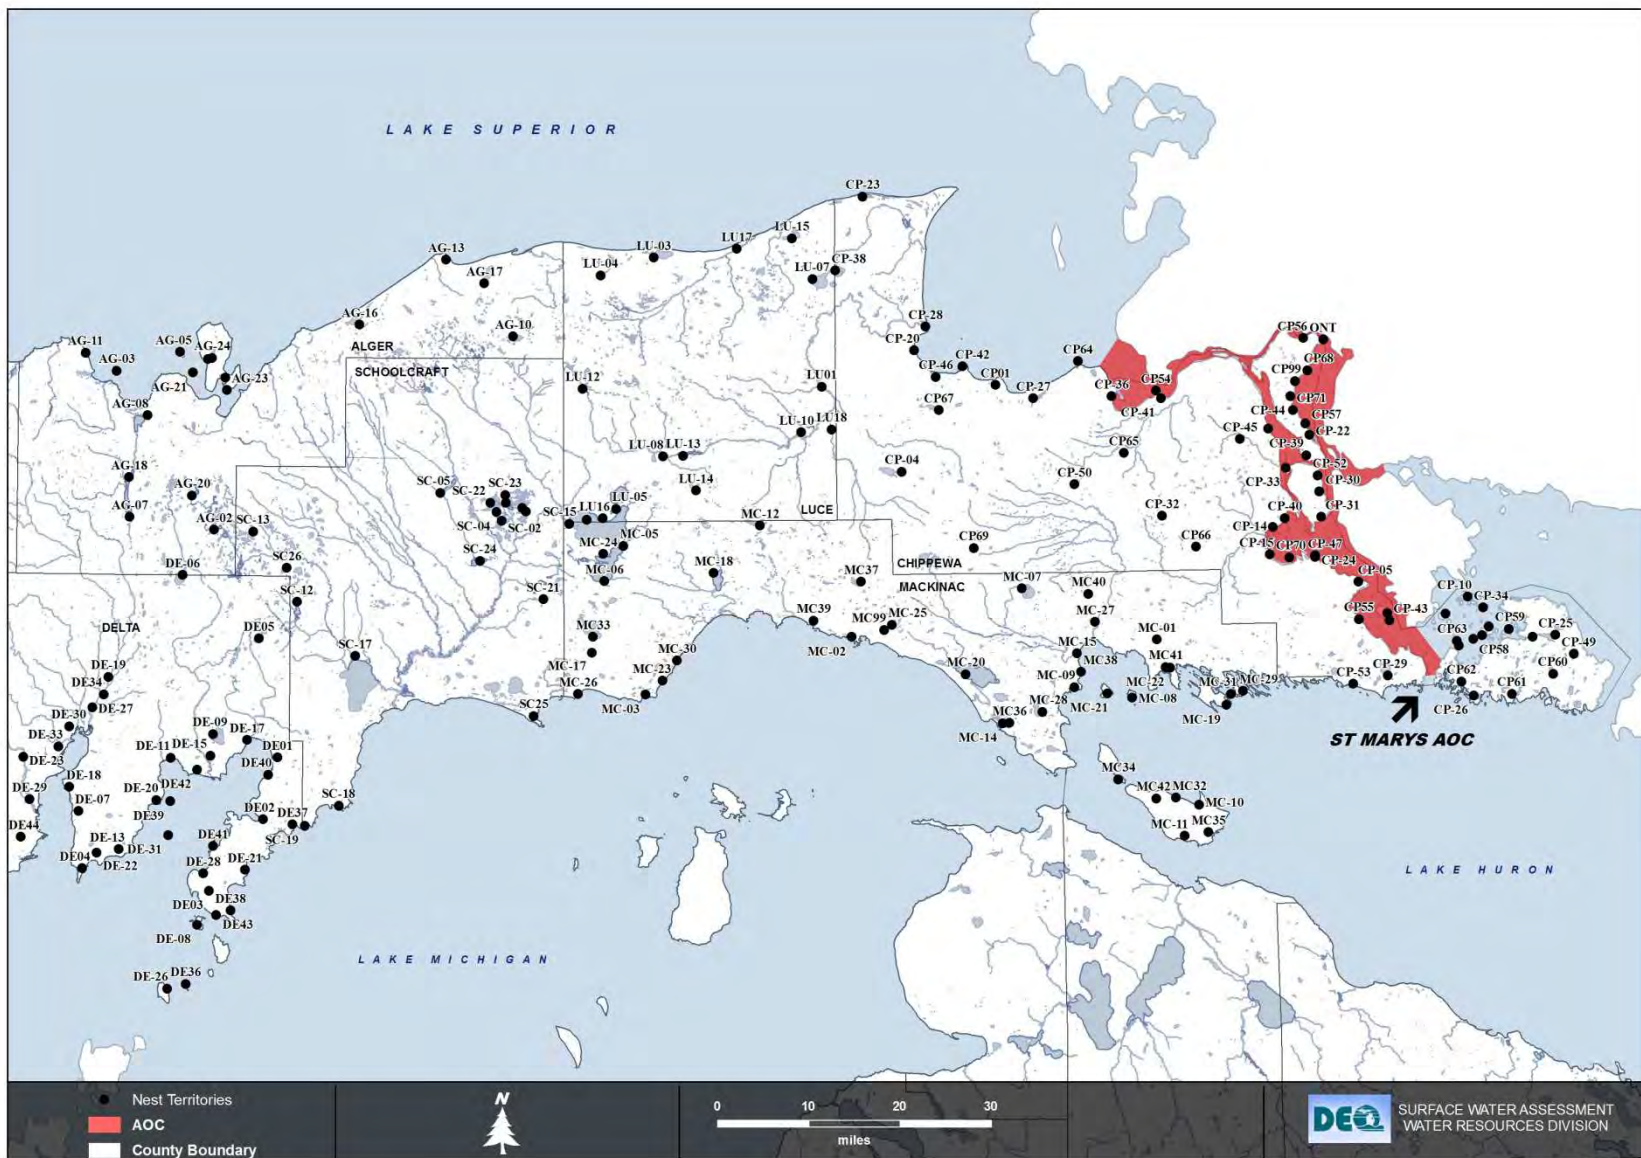 LAKE SUPERIOR
CP-23
LU-15
LU17
AG-13
LU-03
CP-38
AG-17
LU-04
LU-07
AG-16
AG-10
CP-28
CP56 ONT
AG-11
AG-05
ALGER
CP-20
AG-03
AG-24
CP-42
CP64
CP68
SCHOOLCRAFT
CP-46
CP01
CP54
CP99
AG-21
AG-23
LU-12
LU01
CP-27
CP-36
CP71
AG-08
CP67
CP-41
CP-44
CP57
LU-10
LU18
CP-45
CP-22
LU-08
LU-13
CP65
CP-39
AG-18
CP-04
CP-52
AG-20
SC-05
SC-23
LU-14
CP-50
CP-33
CP-30
SC-22
LU-05
AG-07
LU16
LUCE
CP-32
CP-40
CP-31
AG-02
SC-13
SC-04
SC-02
SC-15
MC-12
CP-14
MC-05
CP69
CP66
CP-15
CP70
CP-47
SC26
SC-24
MC-24
CHIPPEWA
CP-24
DE-06
MC-06
MC-18
MC37
MACKINAC
MC-07
MC40
CP-05
SC-12
SC-21
CP-10
MC39
MC-25
MC-27
CP55
CP-43
CP-34
DELTA
DE05
MC33
MC99
MC-01
CP59
CP-25
SC-17
MC-02
MC-15
CP63
CP58
CP-49
DE-19
MC-17
MC-30
MC-20
MC38
MC41
CP-29
CP60
DE34
MC-23
MC-09
MC-22
MC-31
MC-29
CP-53
CP62
CP61
DE-27
MC-26
MC-03
MC-28
MC-21
MC-08
MC-19
CP-26
DE-30
SC25
MC36
DE-33
DE-09
DE-17
MC-14
ST MARYS AOC
DE-23
DE-11
DE-15
DE01
DE-18
DE40
MC34
DE-29
DE-20
DE42
SC-18
MC42
MC32
DE-07
DE39
DE02
DE37
MC-10
DE44
DE-13
DE-31
DE41
SC-19
MC-11
MC35
DE04
DE-22
DE-28
DE-21
LAKE HURON
DE03
DE38
DE-08
DE43
LAKE MICHIGAN
DE-26
DE36
Nest Territories
AOC
County Boundary
N
0 10 20 30
miles
DEQ
SURFACE WATER ASSESSMENT
WATER RESOURCES DIVISION